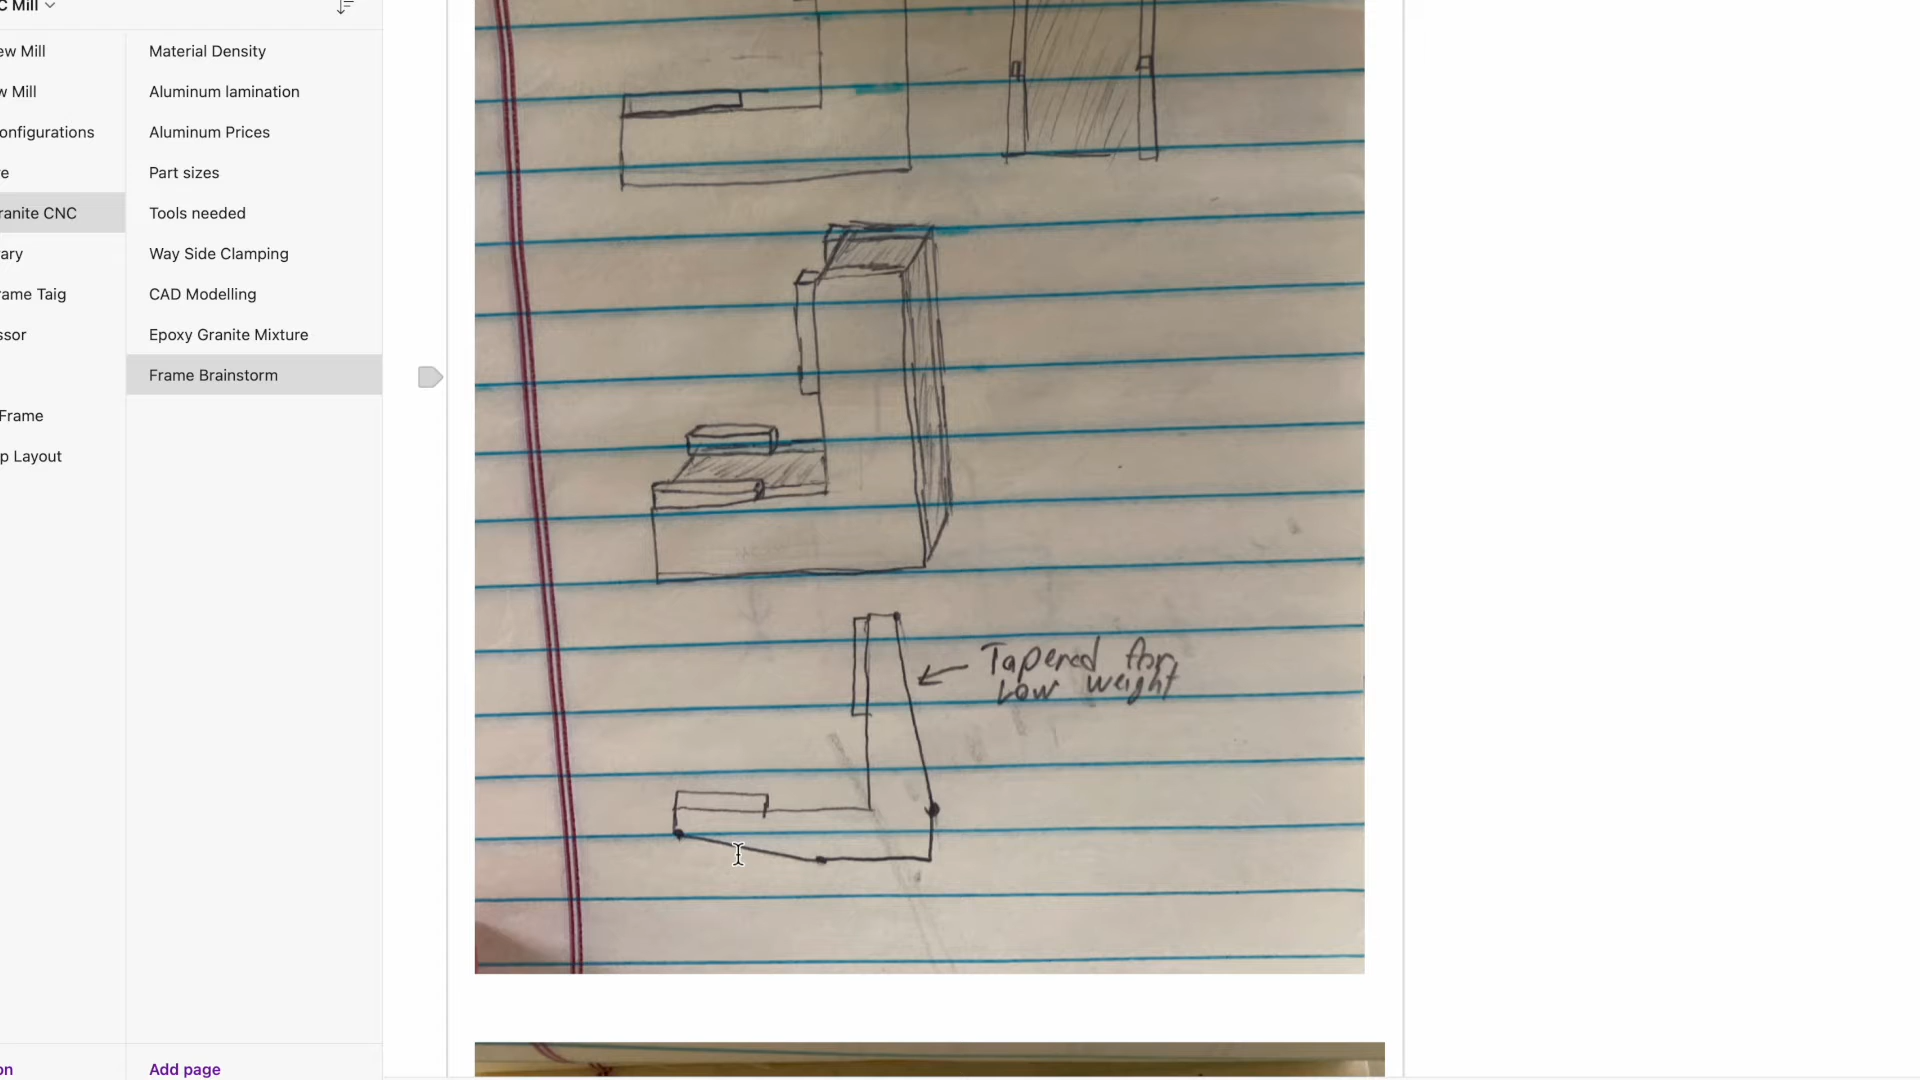 C Mill
ew Mill
w Mill
onfigurations
e
ranite CNC
ary
rame Taig
ssor
Frame
p Layout
on
Material Density
Aluminum lamination
Aluminum Prices
Part sizes
Tools needed
Way Side Clamping
CAD Modelling
Epoxy Granite Mixture
Frame Brainstorm
Add page
Tapered for
Low weight